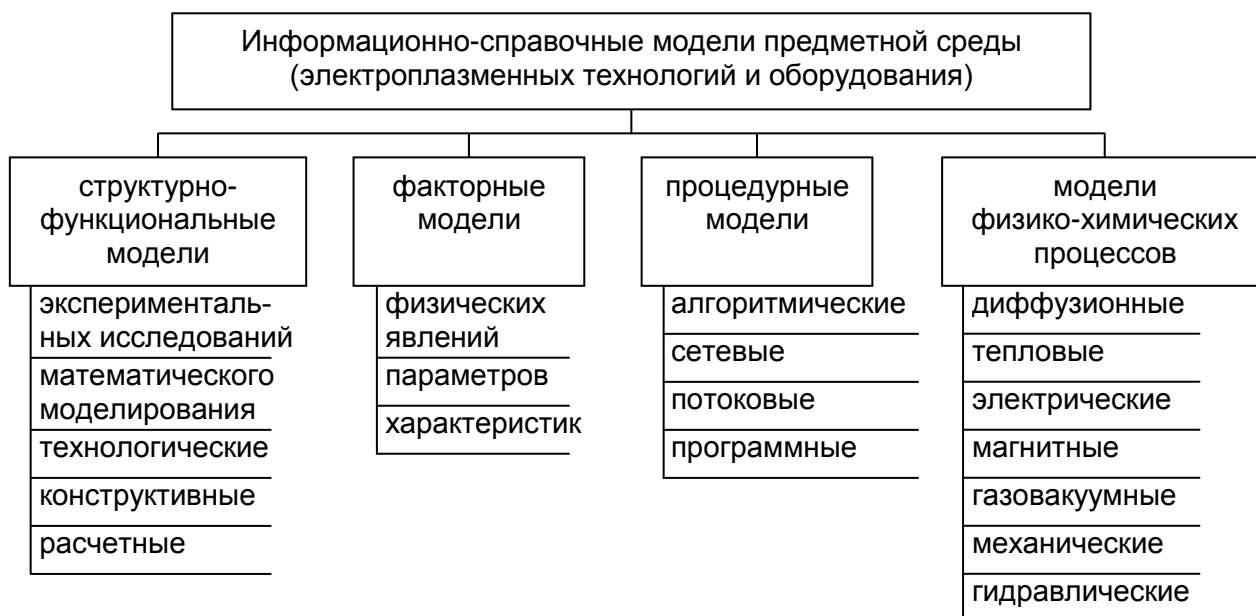 Информационно-справочные модели предметной среды
(электроплазменных технологий и оборудования)
структурно-
функциональные
модели
эксперименталь-
ных исследований
математического
моделирования
технологические
конструктивные
расчетные
факторные
модели
физических
явлений
параметров
характеристик
процедурные
модели
алгоритмические
сетевые
потоковые
программные
модели
физико-химических
процессов
диффузионные
тепловые
электрические
магнитные
газовакуумные
механические
гидравлические